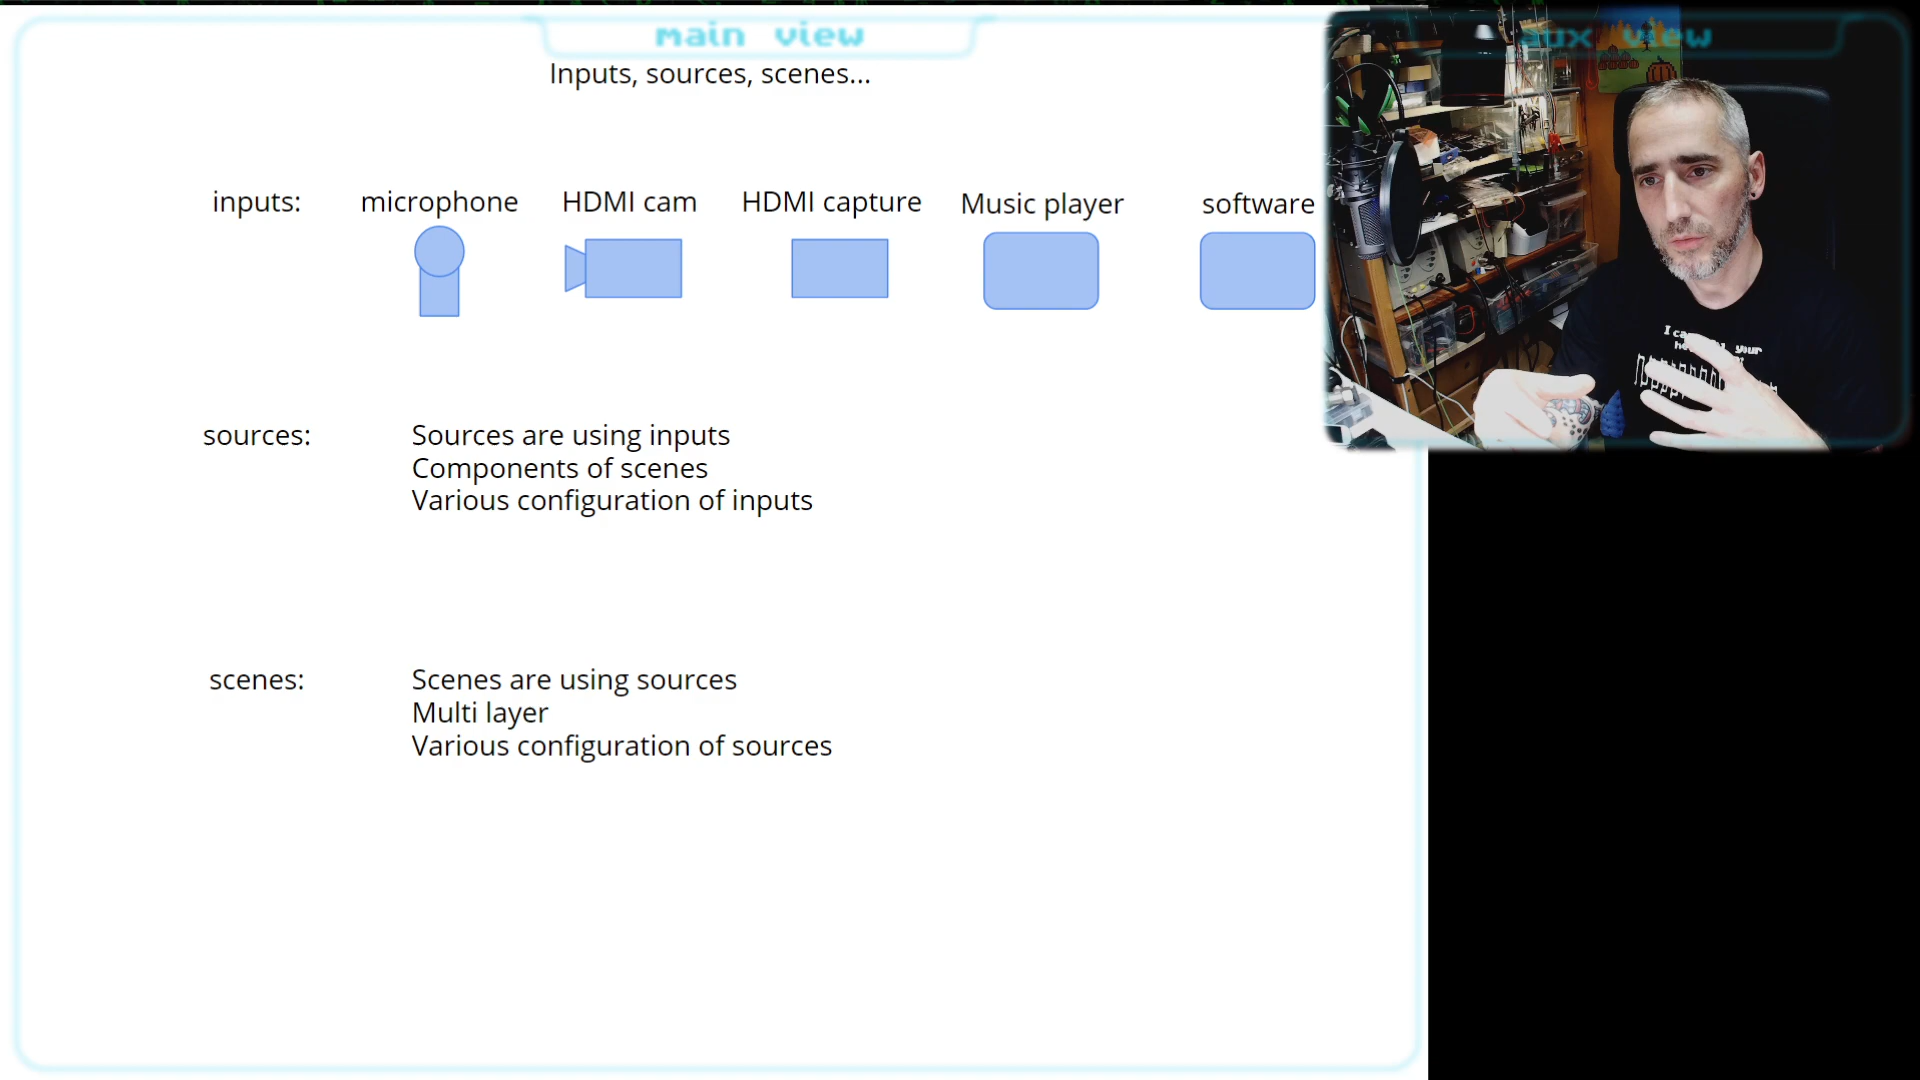 main view
aux view
Inputs, sources, scenes...
inputs: microphone HDMI cam HDMI capture Music player software
sources: Sources are using inputs
Components of scenes
Various configuration of inputs
scenes: Scenes are using sources
Multi layer
Various configuration of sources
your